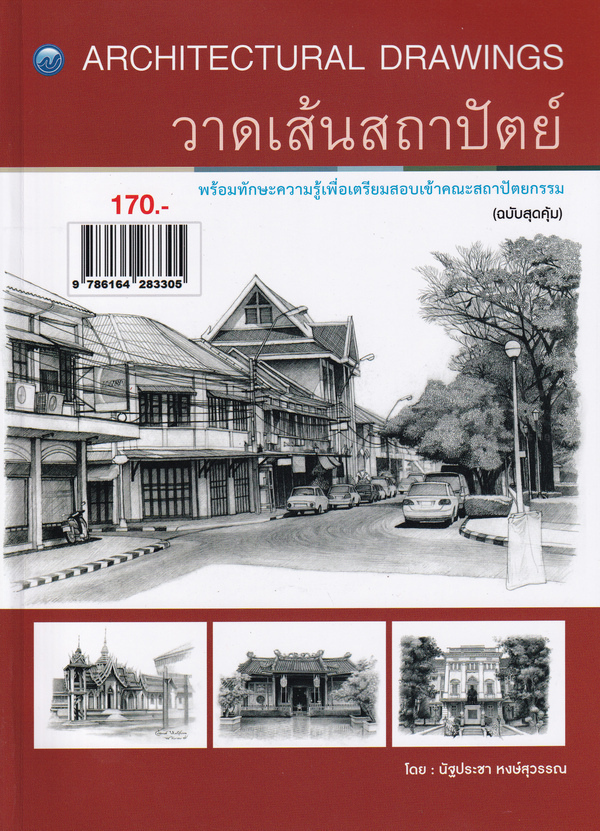 ARCHITECTURAL DRAWINGS
วาดเส้นสถาปัตย์
พร้อมทักษะความรู้เพื่อเตรียมสอบเข้าคณะสถาปัตยกรรม
(ฉบับสุดคุ้ม)
170.-
9 786164 283305
โดย : นัฐประชา หงษ์สุวรรณ